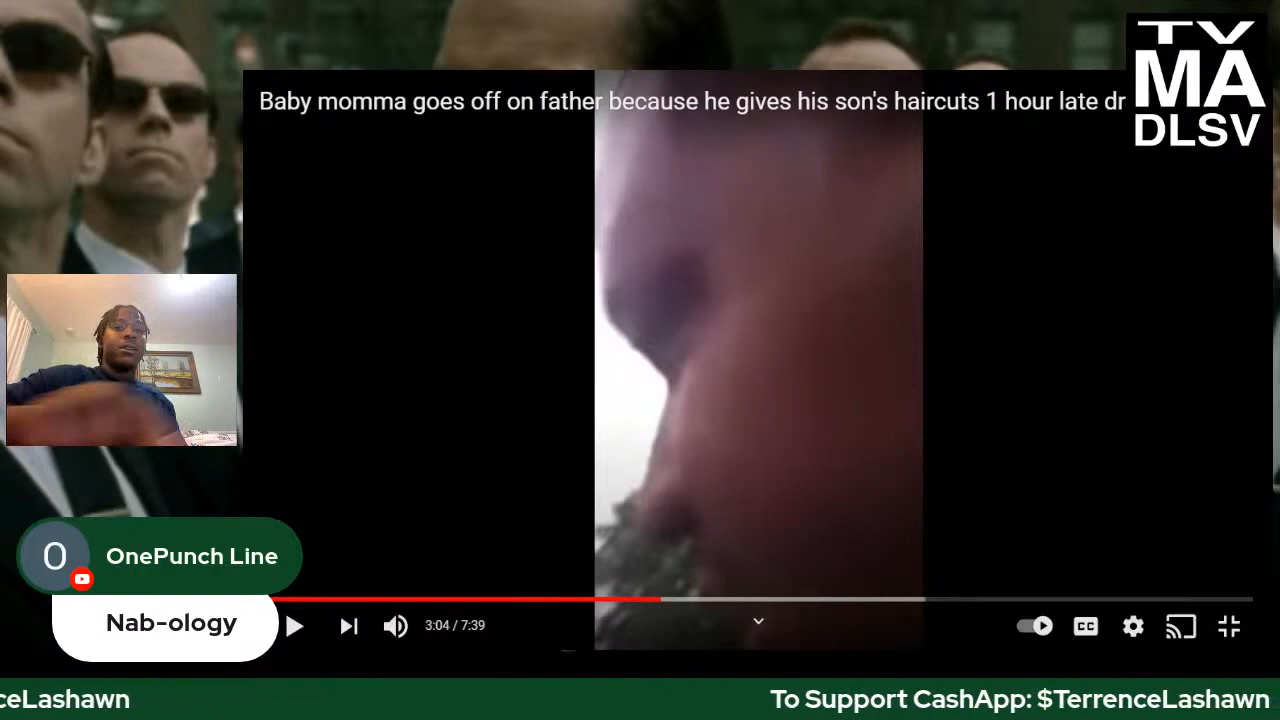 TV
MA
DLSV
Baby momma goes off on father because he gives his son's haircuts 1 hour late dr
O
OnePunch Line
Nab-ology
3:04 / 7:39
CC
ceLashawn
To Support CashApp: $TerrenceLashawn